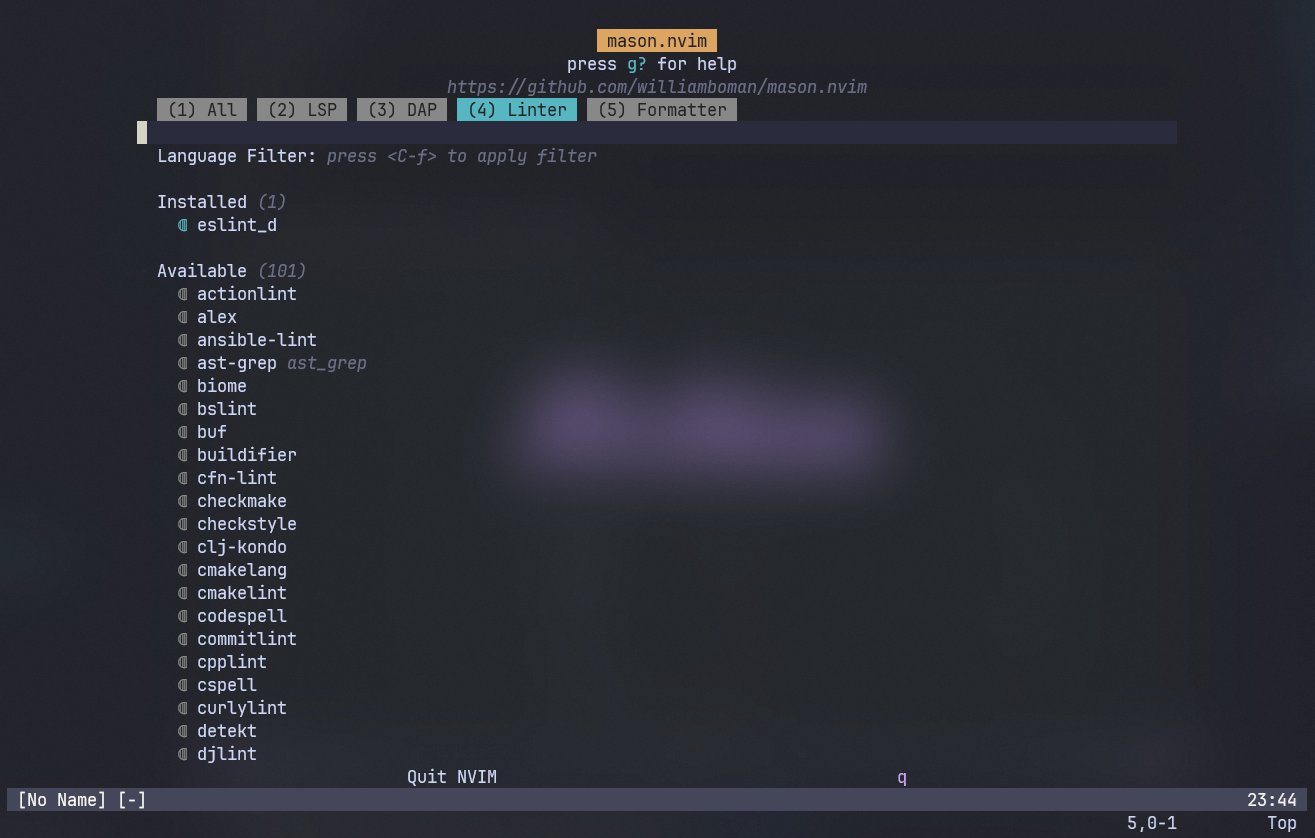 mason.nvim
press g? for help
https://github.com/williamboman/mason.nvim
(1) All (2) LSP (3) DAP (4) Linter (5) Formatter
Language Filter: press <C-f> to apply filter
Installed (1)
eslint_d
Available (101)
actionlint
alex
ansible-lint
ast-grep ast_grep
biome
bslint
buf
buildifier
cfn-lint
checkmake
checkstyle
clj-kondo
cmakelang
cmakelint
codespell
commitlint
cpplint
cspell
curlylint
detekt
djlint
Quit NVIM q
[No Name] [-] 23:44
5,0-1 Top